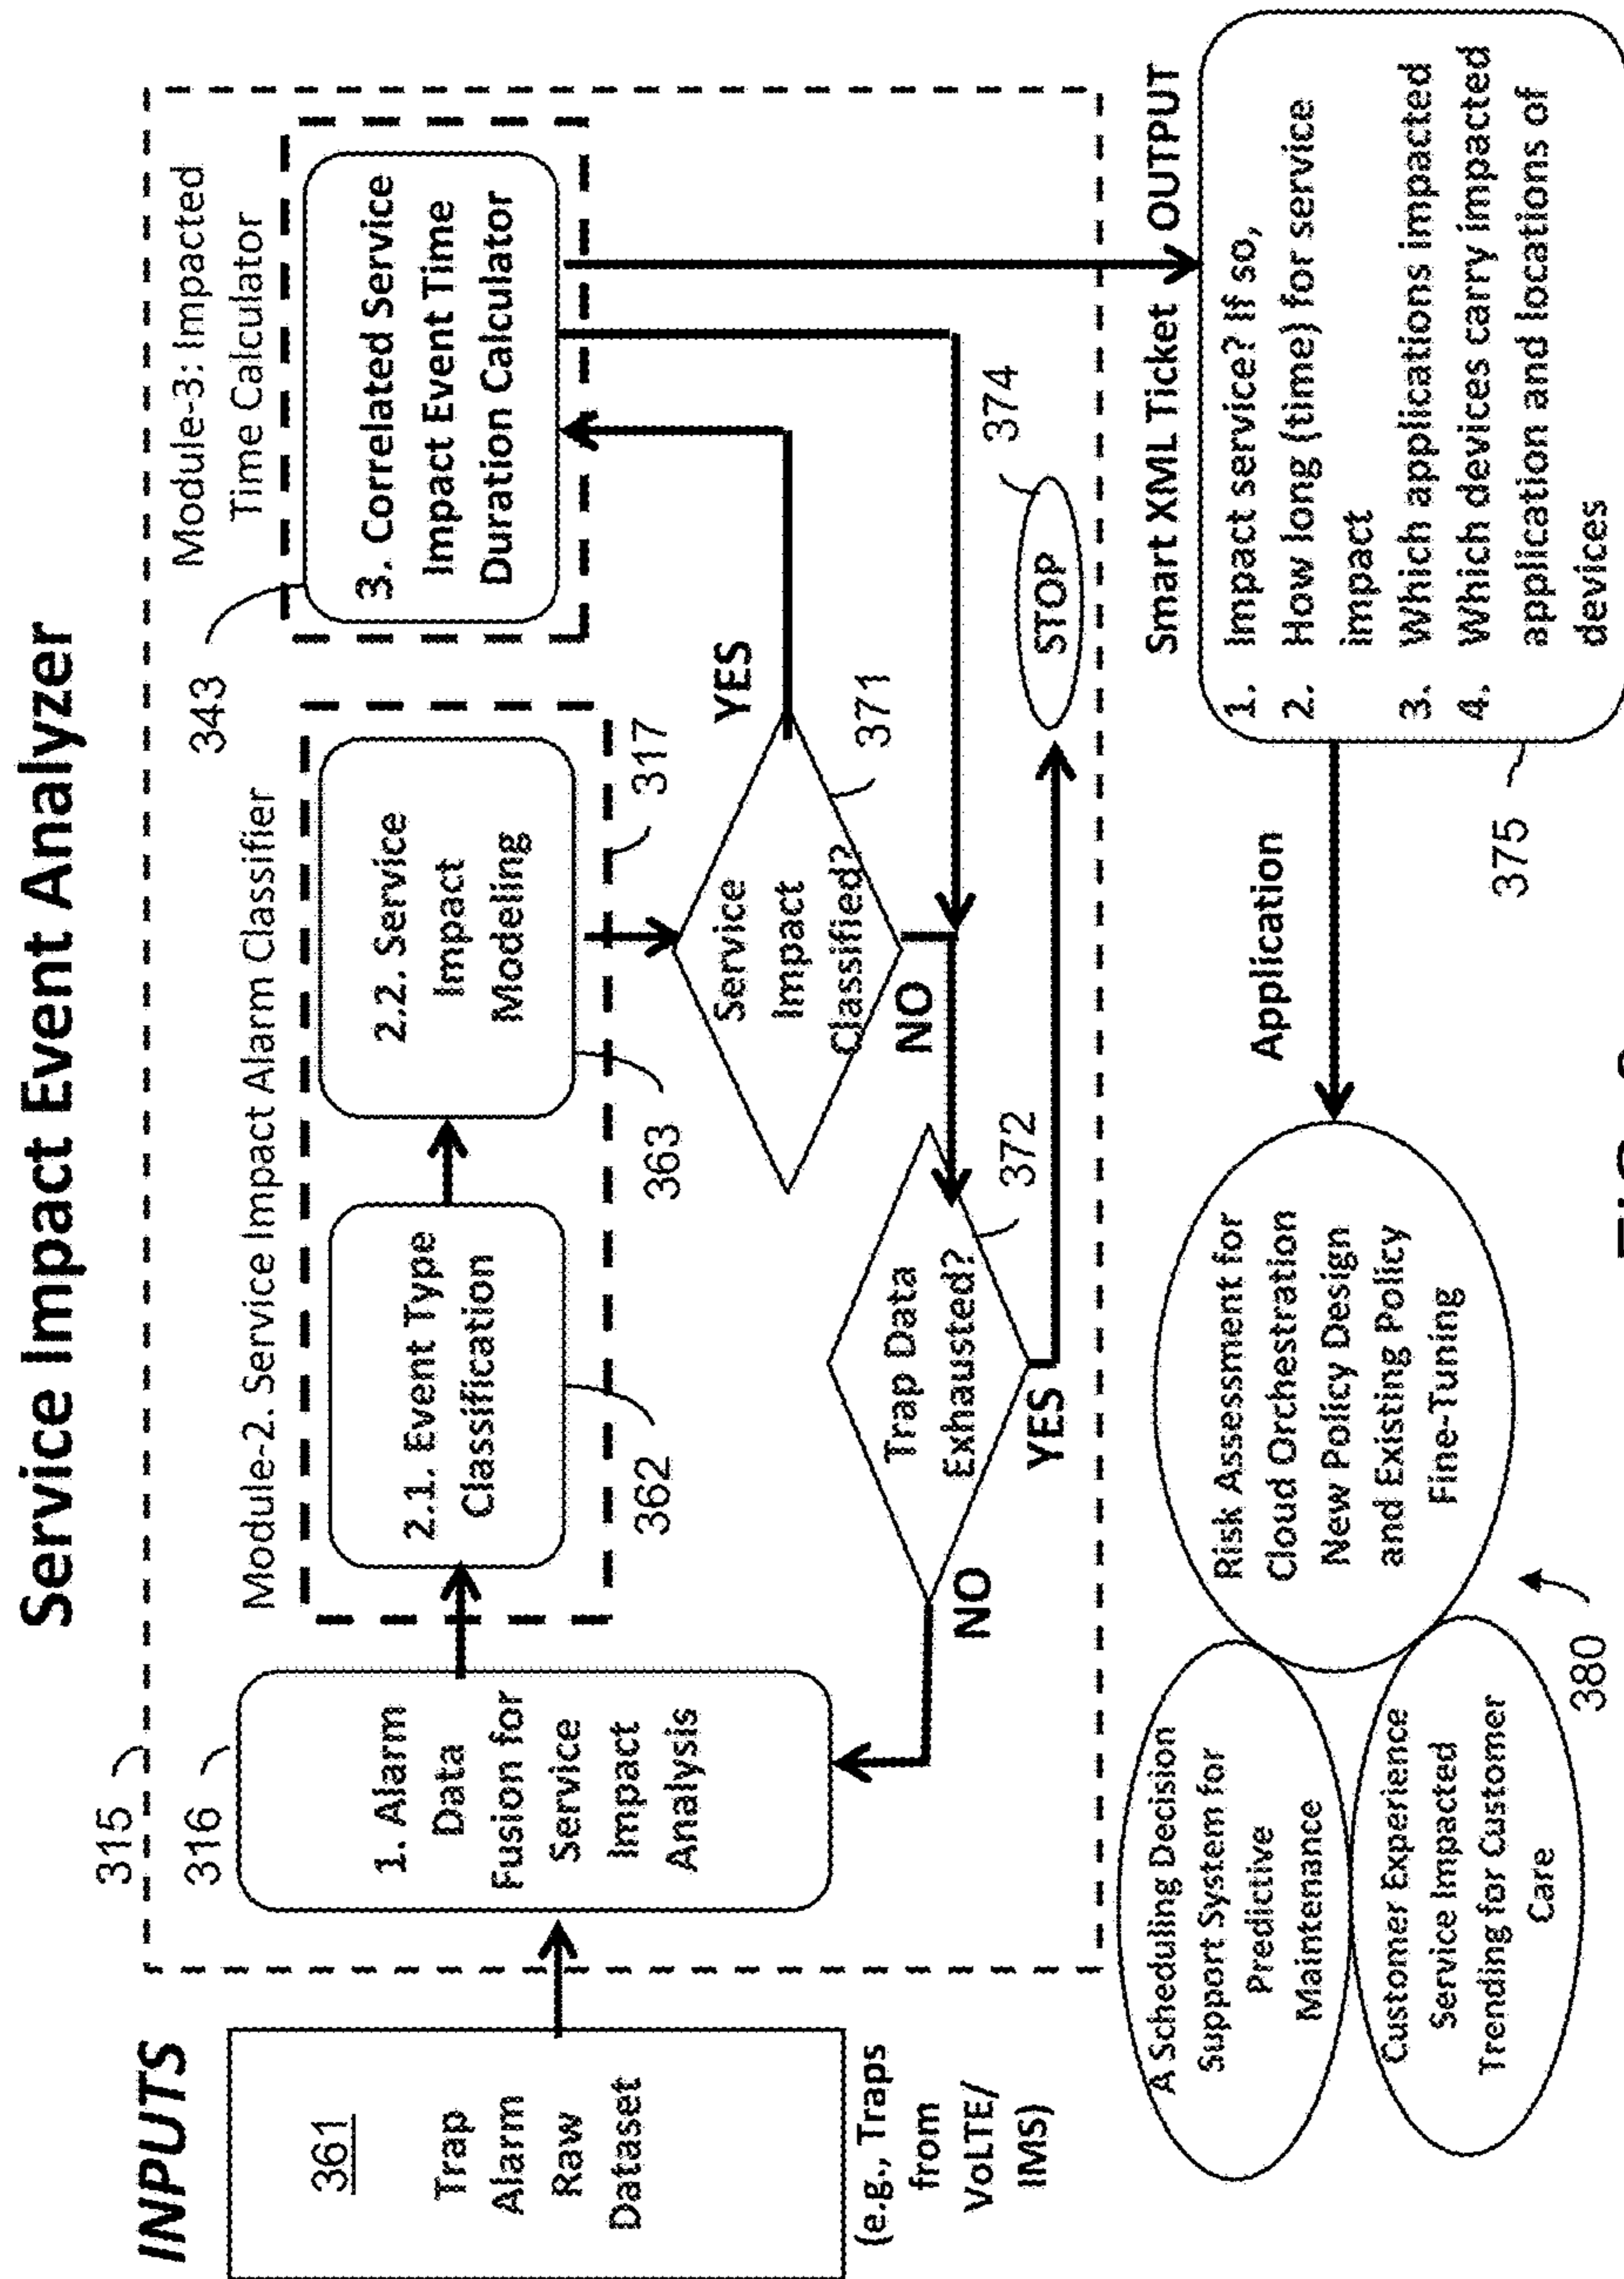 Service Impact Event Analyzer
INPUTS
361
Trap
Alarm
Raw
Dataset
(e.g., Traps
from
VoLTE/
IMS)
315
316
1. Alarm
Data
Fusion for
Service
Impact
Analysis
Module-2. Service Impact Alarm Classifier
2.1. Event Type
Classification
362
2.2. Service
Impact
Modeling
363
317
Module-3: Impacted
Time Calculator
343
3. Correlated Service
Impact Event Time
Duration Calculator
Service
Impact
Classified?
371
YES
NO
Trap Data
Exhausted?
372
NO
YES
STOP
374
Smart XML Ticket OUTPUT
1. Impact service? If so,
2. How long (time) for service
impact
3. Which applications impacted
4. Which devices carry impacted
application and locations of
devices
375
Application
Risk Assessment for
Cloud Orchestration
New Policy Design
and Existing Policy
Fine-Tuning
A Scheduling Decision
Support System for
Predictive
Maintenance
Customer Experience
Service Impacted
Trending for Customer
Care
380